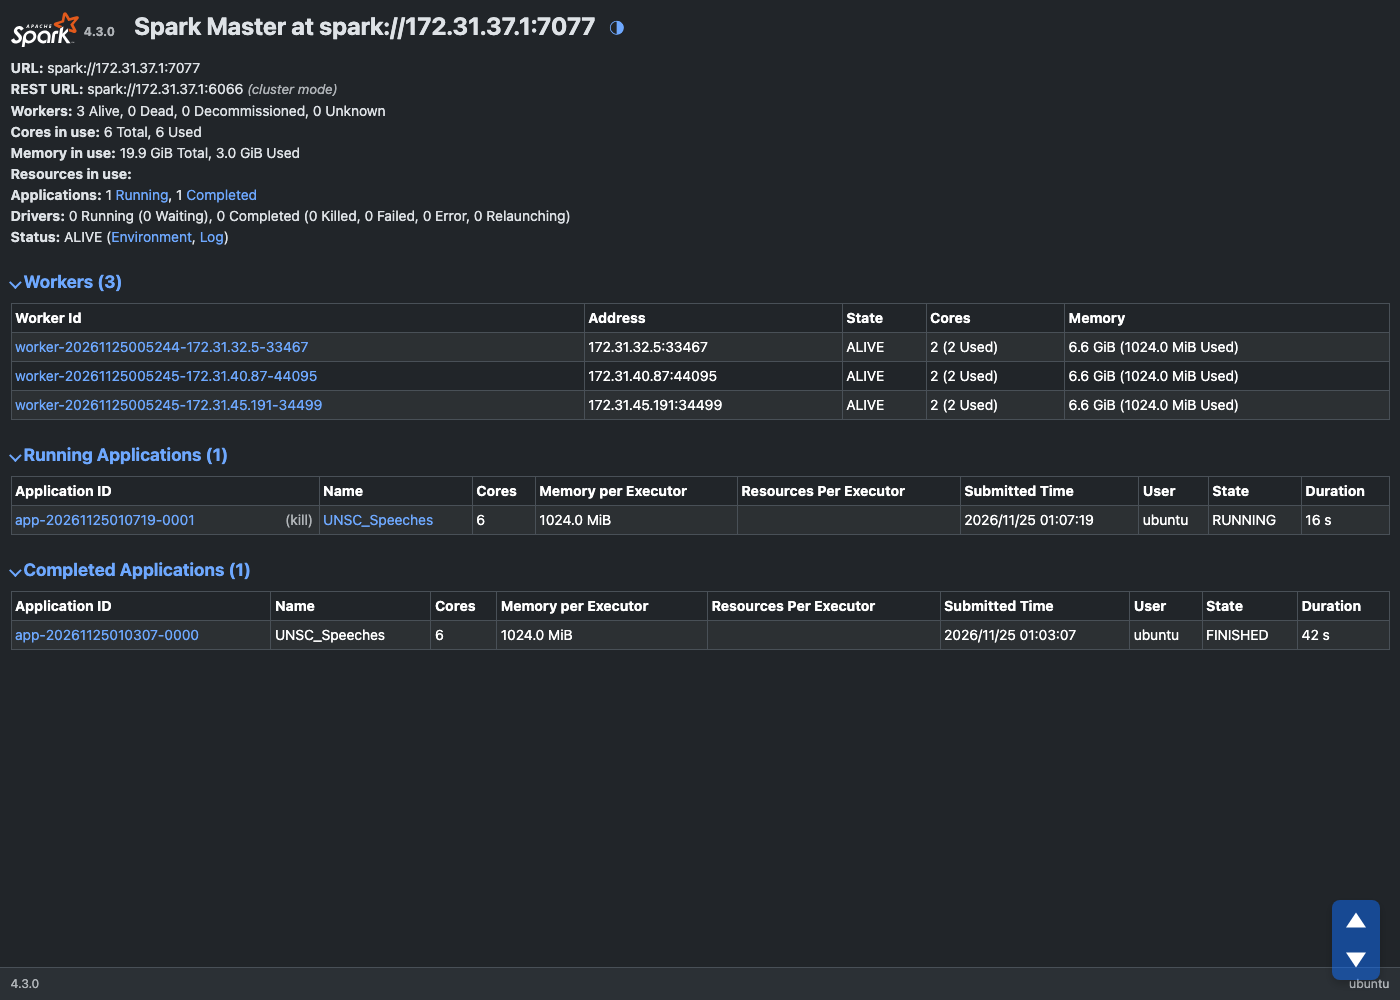 APACHE Spark 4.3.0 Spark Master at spark://172.31.37.1:7077
URL: spark://172.31.37.1:7077
REST URL: spark://172.31.37.1:6066 (cluster mode)
Workers: 3 Alive, 0 Dead, 0 Decommissioned, 0 Unknown
Cores in use: 6 Total, 6 Used
Memory in use: 19.9 GiB Total, 3.0 GiB Used
Resources in use:
Applications: 1 Running, 1 Completed
Drivers: 0 Running (0 Waiting), 0 Completed (0 Killed, 0 Failed, 0 Error, 0 Relaunching)
Status: ALIVE (Environment, Log)
Workers (3)
Worker Id Address State Cores Memory
worker-20261125005244-172.31.32.5-33467 172.31.32.5:33467 ALIVE 2 (2 Used) 6.6 GiB (1024.0 MiB Used)
worker-20261125005245-172.31.40.87-44095 172.31.40.87:44095 ALIVE 2 (2 Used) 6.6 GiB (1024.0 MiB Used)
worker-20261125005245-172.31.45.191-34499 172.31.45.191:34499 ALIVE 2 (2 Used) 6.6 GiB (1024.0 MiB Used)
Running Applications (1)
Application ID Name Cores Memory per Executor Resources Per Executor Submitted Time User State Duration
app-20261125010719-0001 (kill) UNSC_Speeches 6 1024.0 MiB 2026/11/25 01:07:19 ubuntu RUNNING 16 s
Completed Applications (1)
Application ID Name Cores Memory per Executor Resources Per Executor Submitted Time User State Duration
app-20261125010307-0000 UNSC_Speeches 6 1024.0 MiB 2026/11/25 01:03:07 ubuntu FINISHED 42 s
4.3.0 ubuntu